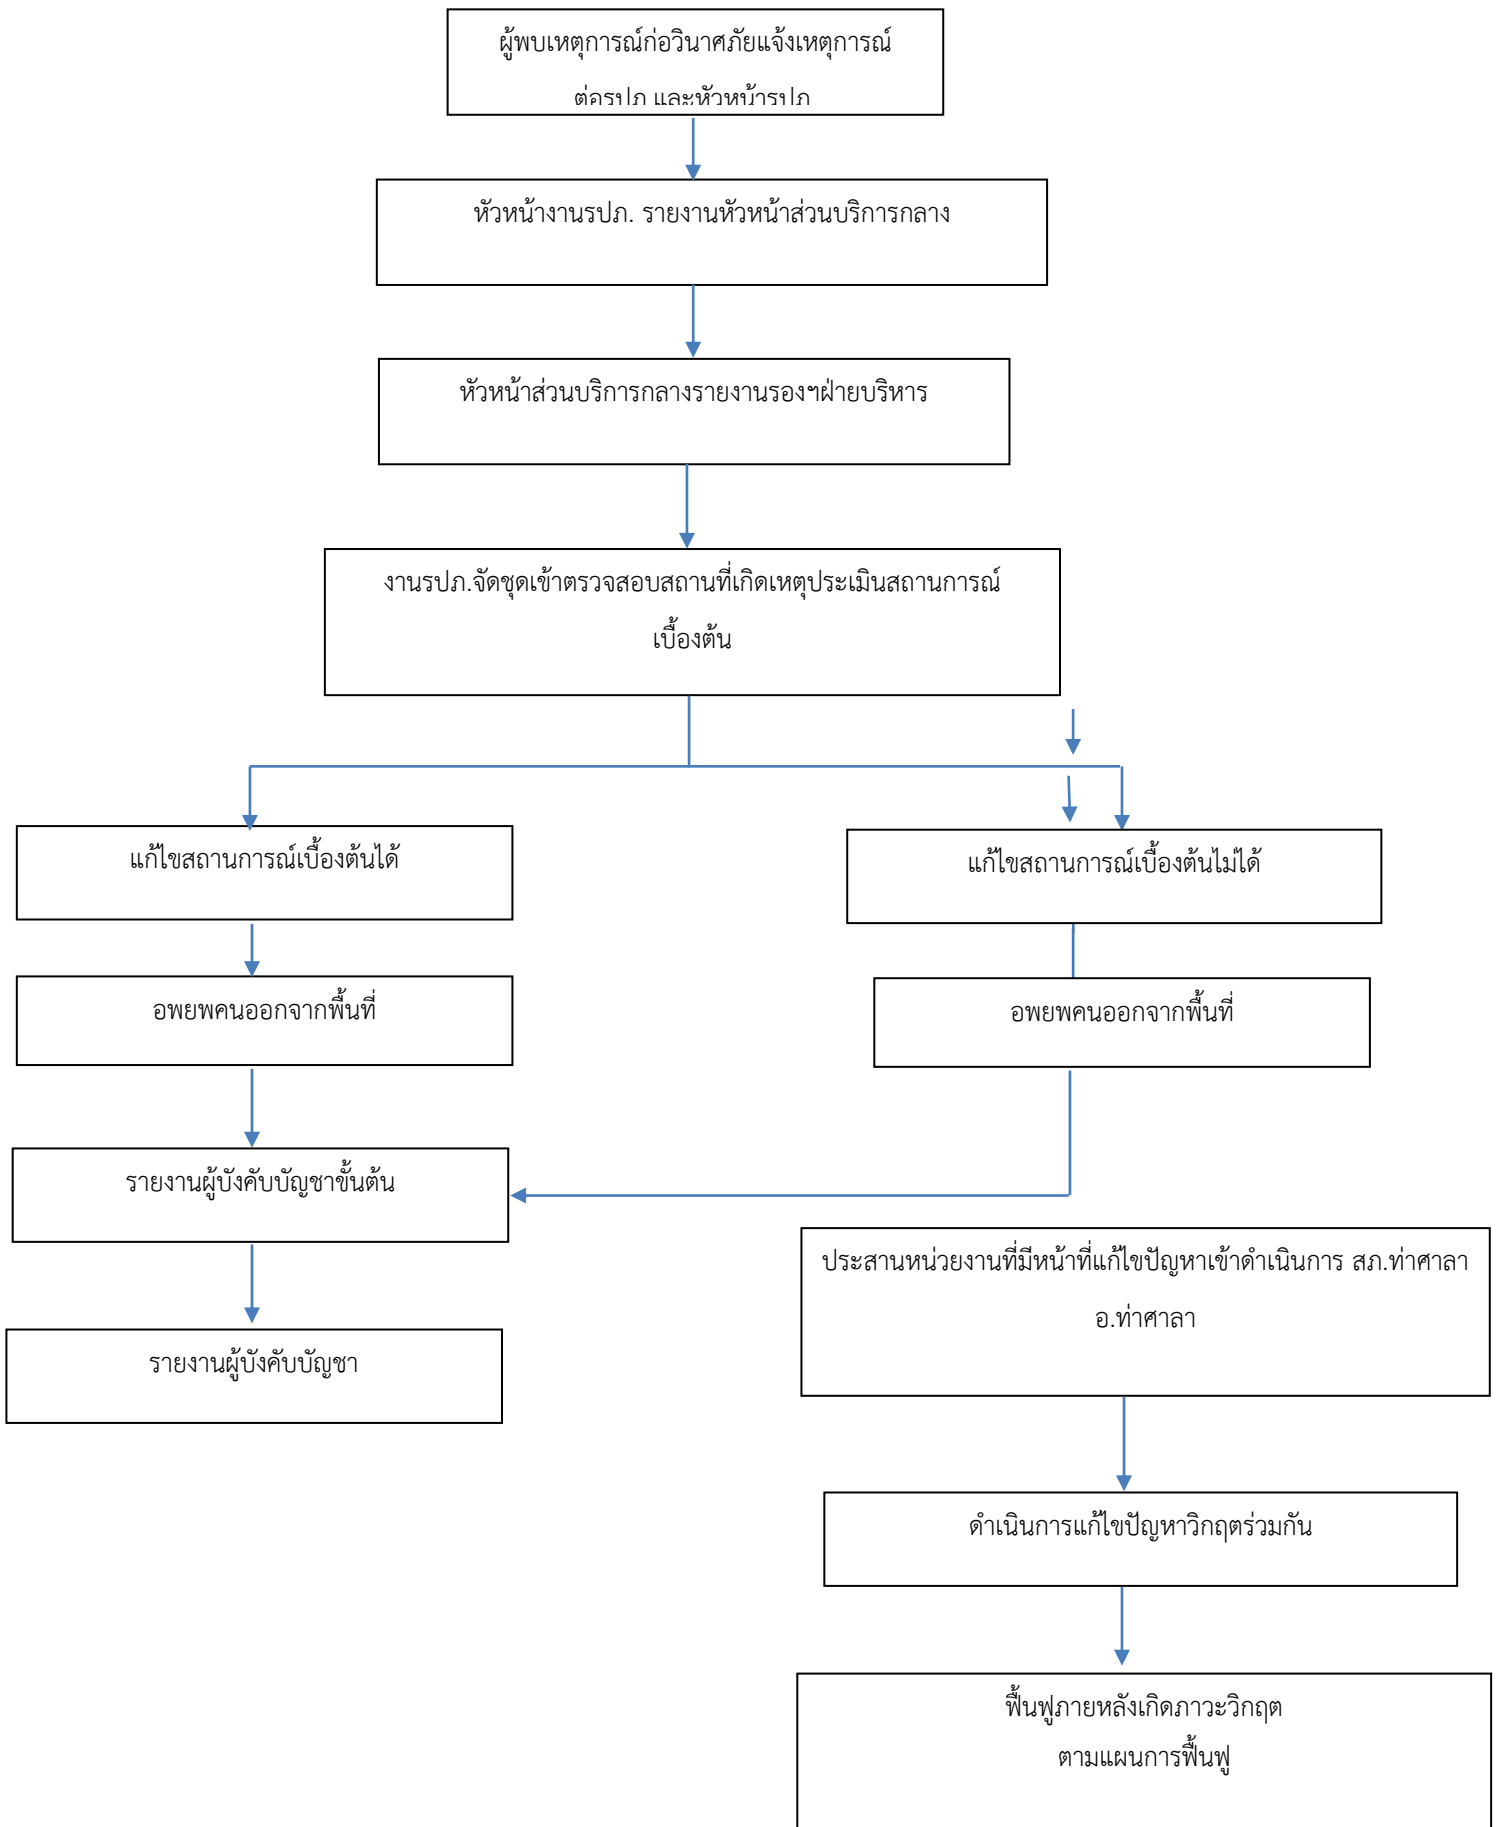 ผู้พบเหตุการณ์ก่อวินาศภัยแจ้งเหตุการณ์
ต่อรปภ และหัวหน้ารปภ
หัวหน้างานรปภ. รายงานหัวหน้าส่วนบริการกลาง
หัวหน้าส่วนบริการกลางรายงานรองฯฝ่ายบริหาร
งานรปภ.จัดชุดเข้าตรวจสอบสถานที่เกิดเหตุประเมินสถานการณ์
เบื้องต้น
แก้ไขสถานการณ์เบื้องต้นได้
แก้ไขสถานการณ์เบื้องต้นไม่ได้
อพยพคนออกจากพื้นที่
อพยพคนออกจากพื้นที่
รายงานผู้บังคับบัญชาขั้นต้น
ประสานหน่วยงานที่มีหน้าที่แก้ไขปัญหาเข้าดำเนินการ สภ.ท่าศาลา
อ.ท่าศาลา
รายงานผู้บังคับบัญชา
ดำเนินการแก้ไขปัญหาวิกฤตร่วมกัน
ฟื้นฟูภายหลังเกิดภาวะวิกฤต
ตามแผนการฟื้นฟู